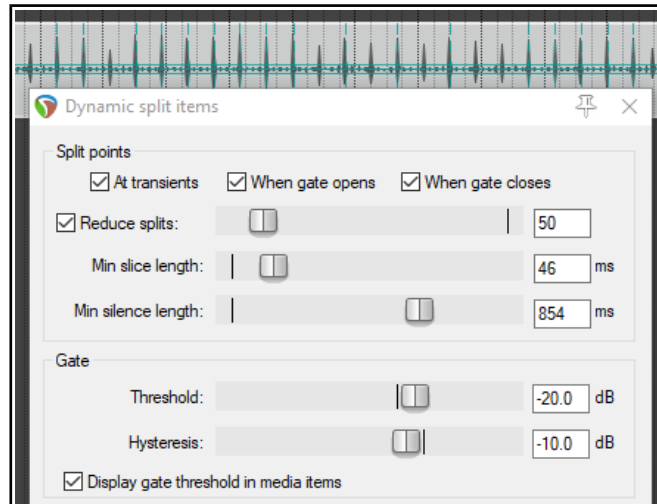 Dynamic split items
Split points
At transients When gate opens When gate closes
Reduce splits: 50
Min slice length: 46 ms
Min silence length: 854 ms
Gate
Threshold: -20.0 dB
Hysteresis: -10.0 dB
Display gate threshold in media items